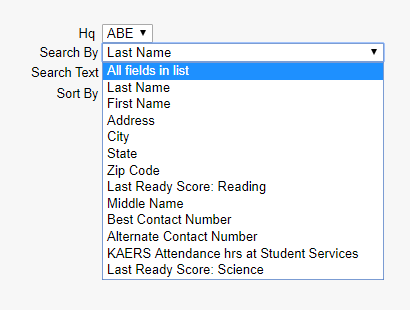 Hq ABE
Search By Last Name
Search Text All fields in list
Last Name
Sort By First Name
Address
City
State
Zip Code
Last Ready Score: Reading
Middle Name
Best Contact Number
Alternate Contact Number
KAERS Attendance hrs at Student Services
Last Ready Score: Science